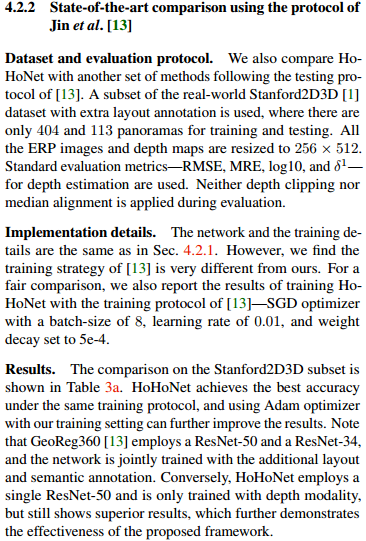 4.2.2 State-of-the-art comparison using the protocol of
Jin et al. [13]
Dataset and evaluation protocol. We also compare Ho-
HoNet with another set of methods following the testing pro-
tocol of [13]. A subset of the real-world Stanford2D3D [1]
dataset with extra layout annotation is used, where there are
only 404 and 113 panoramas for training and testing. All
the ERP images and depth maps are resized to 256 × 512.
Standard evaluation metrics—RMSE, MRE, log10, and δ¹—
for depth estimation are used. Neither depth clipping nor
median alignment is applied during evaluation.
Implementation details. The network and the training de-
tails are the same as in Sec. 4.2.1. However, we find the
training strategy of [13] is very different from ours. For a
fair comparison, we also report the results of training Ho-
HoNet with the training protocol of [13]—SGD optimizer
with a batch-size of 8, learning rate of 0.01, and weight
decay set to 5e-4.
Results. The comparison on the Stanford2D3D subset is
shown in Table 3a. HoHoNet achieves the best accuracy
under the same training protocol, and using Adam optimizer
with our training setting can further improve the results. Note
that GeoReg360 [13] employs a ResNet-50 and a ResNet-34,
and the network is jointly trained with the additional layout
and semantic annotation. Conversely, HoHoNet employs a
single ResNet-50 and is only trained with depth modality,
but still shows superior results, which further demonstrates
the effectiveness of the proposed framework.